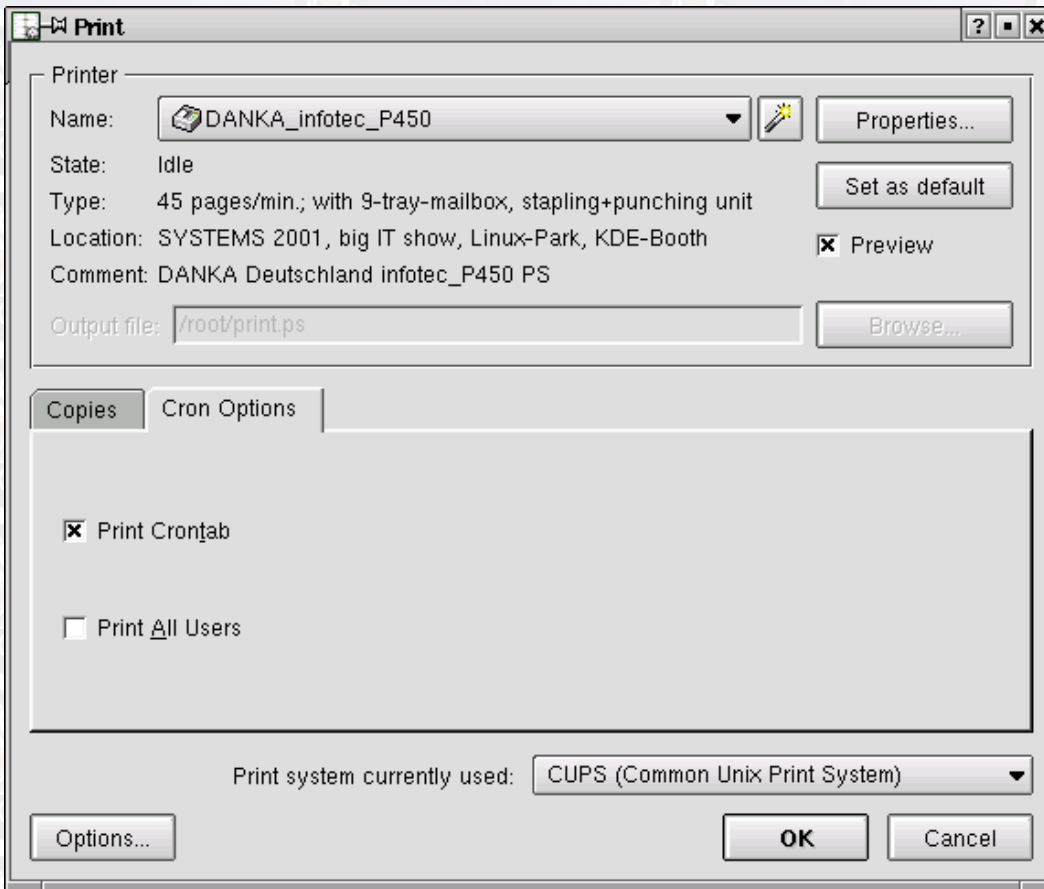 Print
Printer
Name: DANKA_infotec_P450
Properties...
State: Idle
Set as default
Type: 45 pages/min.; with 9-tray-mailbox, stapling+punching unit
Location: SYSTEMS 2001, big IT show, Linux-Park, KDE-Booth
Preview
Comment: DANKA Deutschland infotec_P450 PS
Output file: /root/print.ps
Browse...
Copies Cron Options
Print Crontab
Print All Users
Print system currently used: CUPS (Common Unix Print System)
Options... OK Cancel